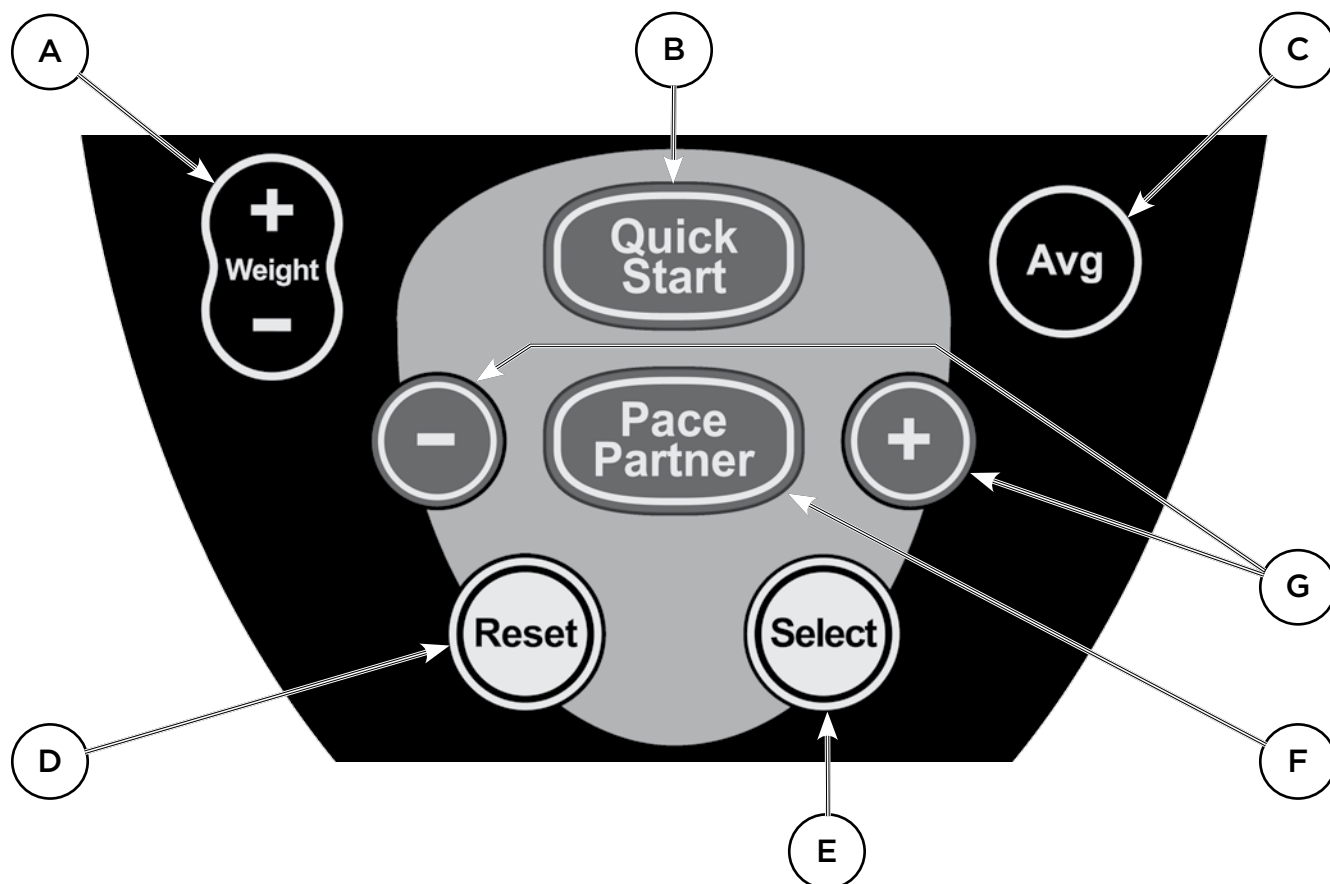 A
B
C
+
Weight
-
Quick
Start
Avg
-
Pace
Partner
+
G
Reset
Select
D
F
E